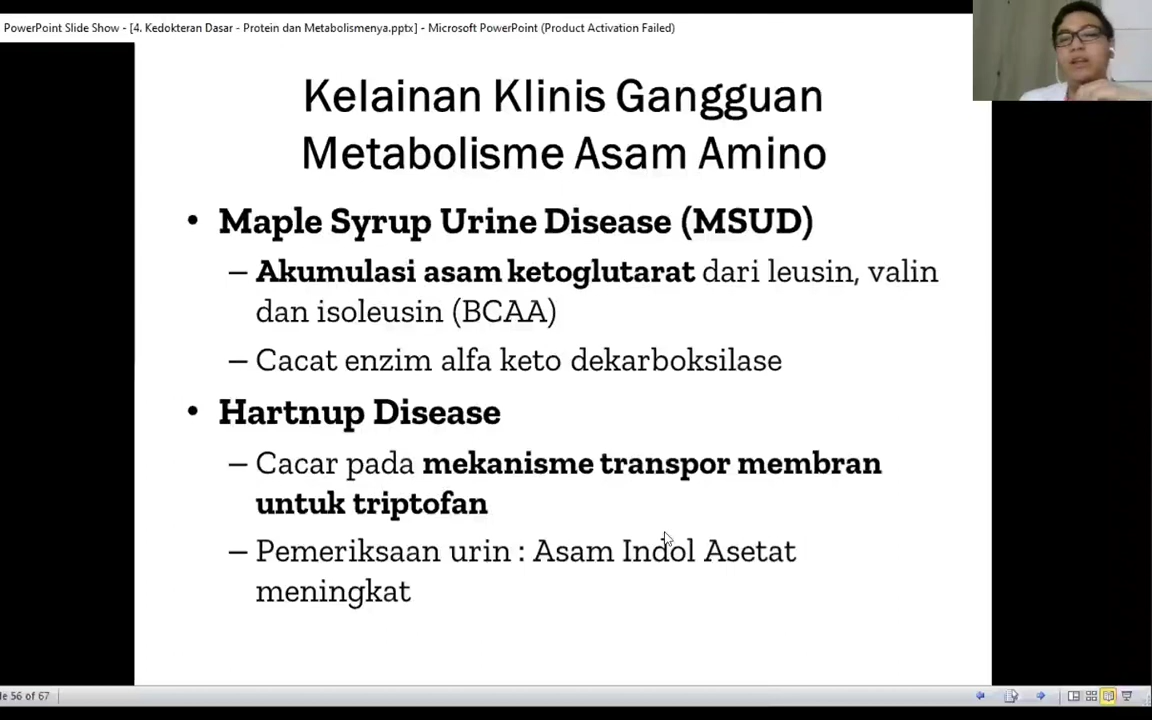 PowerPoint Slide Show - [4. Kedokteran Dasar - Protein dan Metabolismenya.pptx] - Microsoft PowerPoint (Product Activation Failed)
Kelainan Klinis Gangguan
Metabolisme Asam Amino
• Maple Syrup Urine Disease (MSUD)
– Akumulasi asam ketoglutarat dari leusin, valin
dan isoleusin (BCAA)
– Cacat enzim alfa keto dekarboksilase
• Hartnup Disease
– Cacar pada mekanisme transpor membran
untuk triptofan
– Pemeriksaan urin : Asam Indol Asetat
meningkat
de 56 of 67